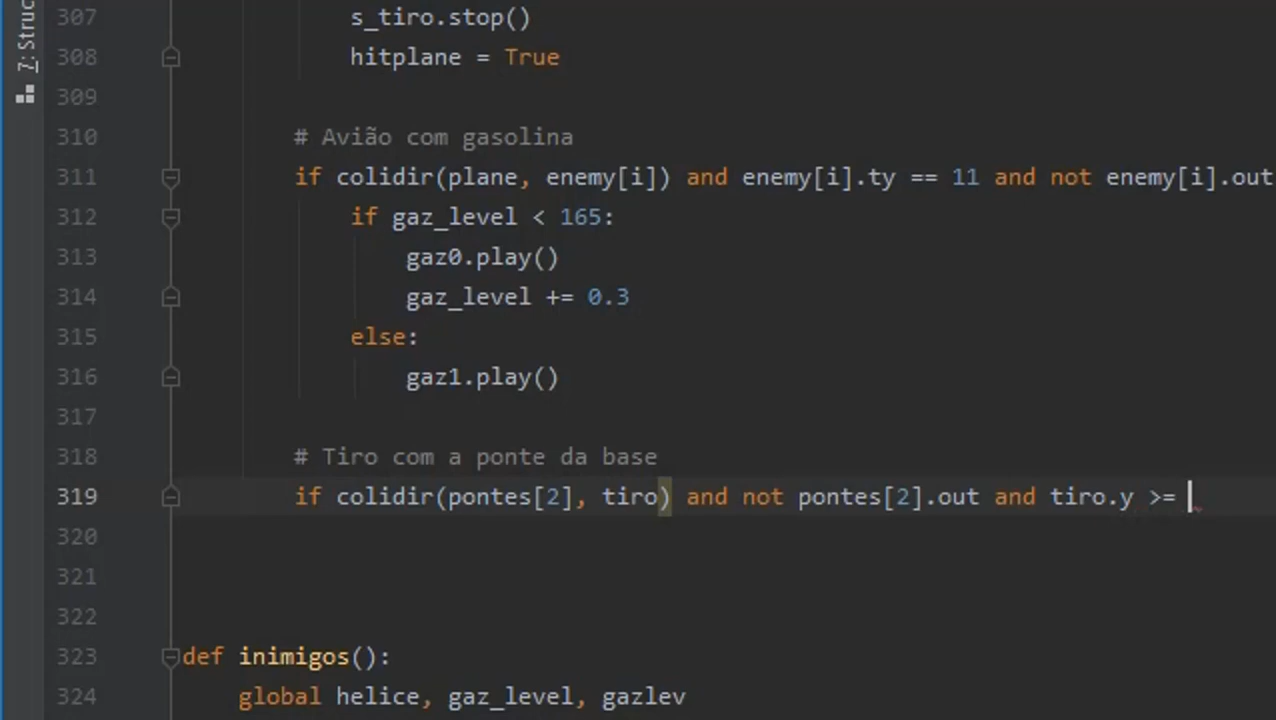 7: Struc
307 s_tiro.stop()
308 hitplane = True
309
310 # Avião com gasolina
311 if colidir(plane, enemy[i]) and enemy[i].ty == 11 and not enemy[i].out
312 if gaz_level < 165:
313 gaz0.play()
314 gaz_level += 0.3
315 else:
316 gaz1.play()
317
318 # Tiro com a ponte da base
319 if colidir(pontes[2], tiro) and not pontes[2].out and tiro.y >=
320
321
322
323 def inimigos():
324 global helice, gaz_level, gazlev